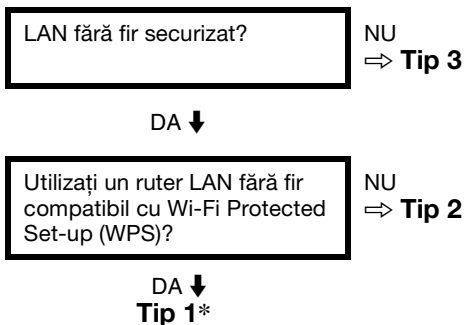 LAN fără fir securizat?
NU
⇨ Tip 3
DA ⬇
Utilizați un ruter LAN fără fir
compatibil cu Wi-Fi Protected
Set-up (WPS)?
NU
⇨ Tip 2
DA ⬇
Tip 1*